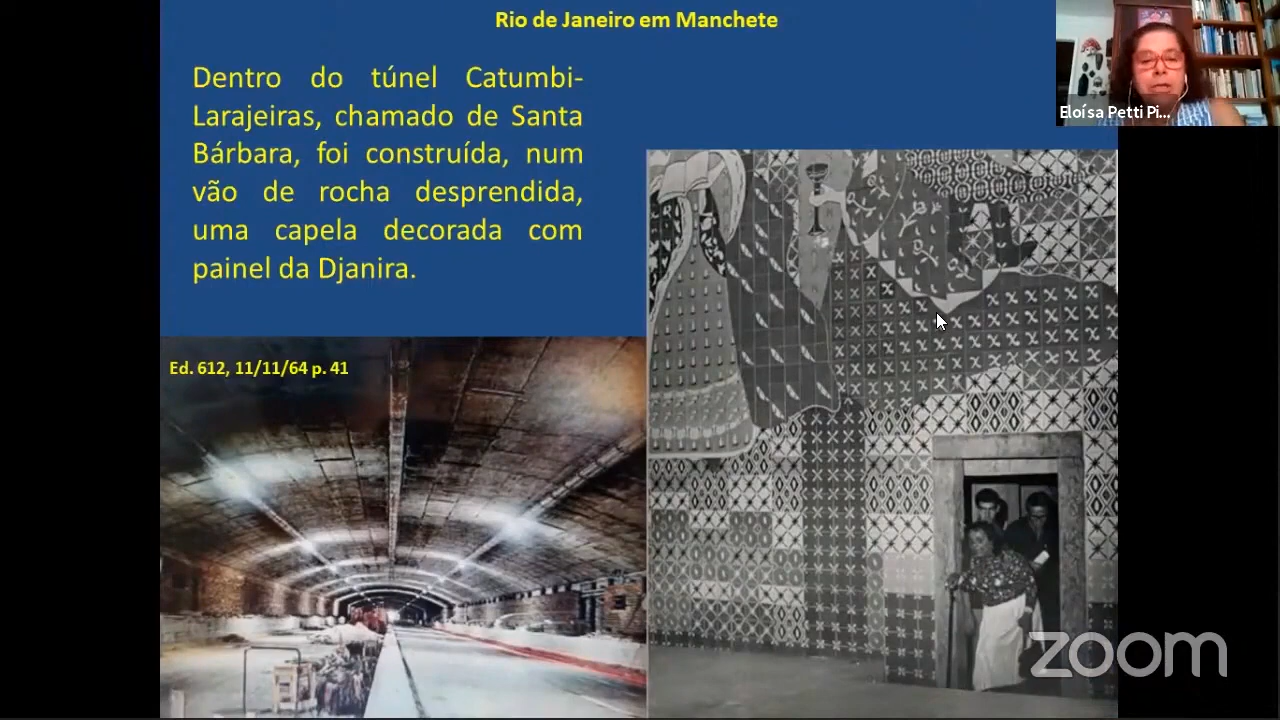 Rio de Janeiro em Manchete
Dentro do túnel Catumbi-
Larajeiras, chamado de Santa
Bárbara, foi construída, num
vão de rocha desprendida,
uma capela decorada com
painel da Djanira.
Eloísa Petti Pi...
Ed. 612, 11/11/64 p. 41
zoom